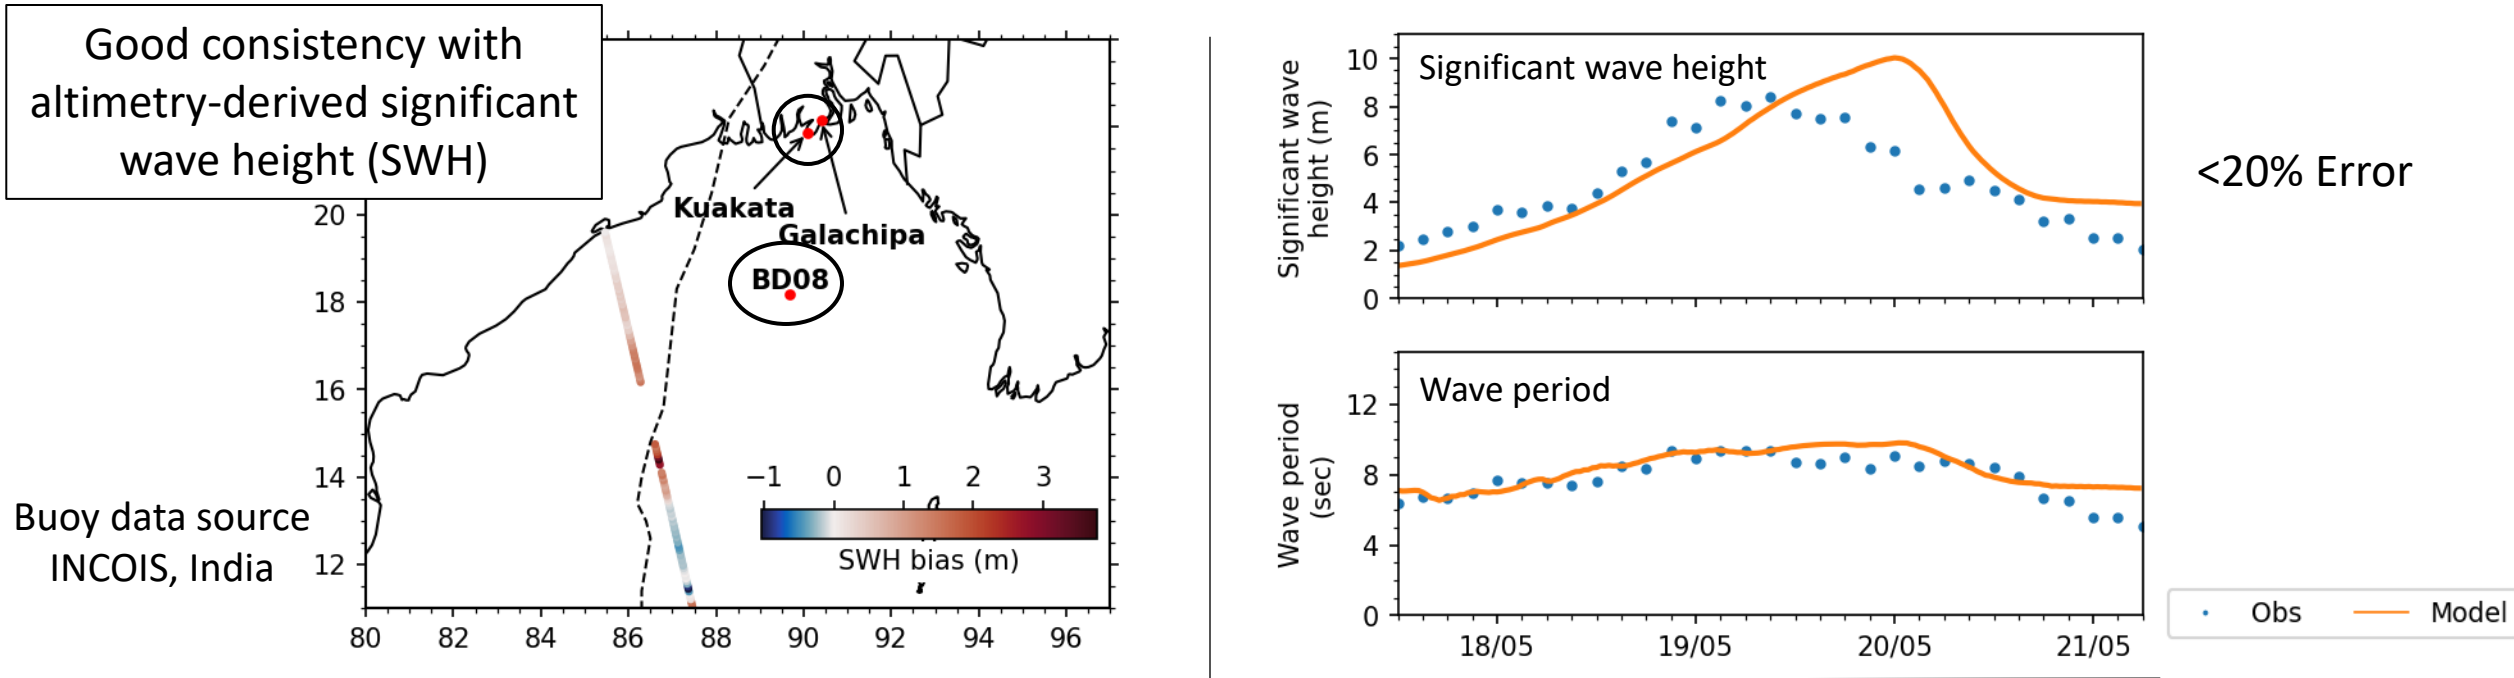 Good consistency with
altimetry-derived significant
wave height (SWH)
Kuakata
Galachipa
BD08
20
18
16
14
12
−1 0 1 2 3
SWH bias (m)
80 82 84 86 88 90 92 94 96
Buoy data source
INCOIS, India
Significant wave height
Significant wave
height (m)
10
8
6
4
2
0
<20% Error
Wave period
Wave period
(sec)
12
8
4
0
18/05 19/05 20/05 21/05
Obs Model